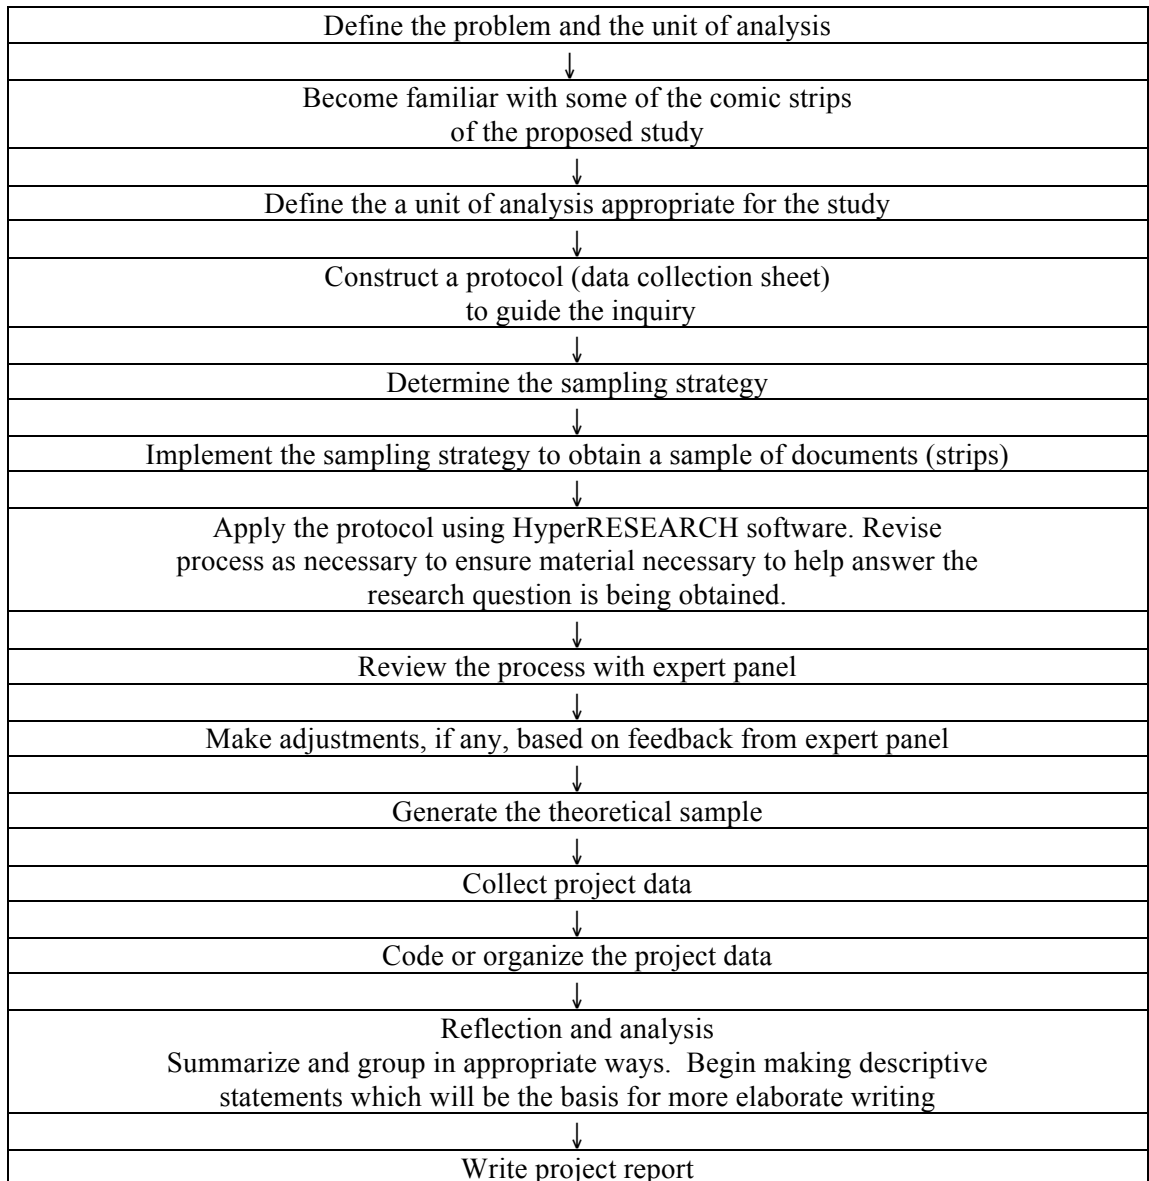 Define the problem and the unit of analysis
↓
Become familiar with some of the comic strips
of the proposed study
↓
Define the a unit of analysis appropriate for the study
↓
Construct a protocol (data collection sheet)
to guide the inquiry
↓
Determine the sampling strategy
↓
Implement the sampling strategy to obtain a sample of documents (strips)
↓
Apply the protocol using HyperRESEARCH software. Revise
process as necessary to ensure material necessary to help answer the
research question is being obtained.
↓
Review the process with expert panel
↓
Make adjustments, if any, based on feedback from expert panel
↓
Generate the theoretical sample
↓
Collect project data
↓
Code or organize the project data
↓
Reflection and analysis
Summarize and group in appropriate ways.  Begin making descriptive
statements which will be the basis for more elaborate writing
↓
Write project report